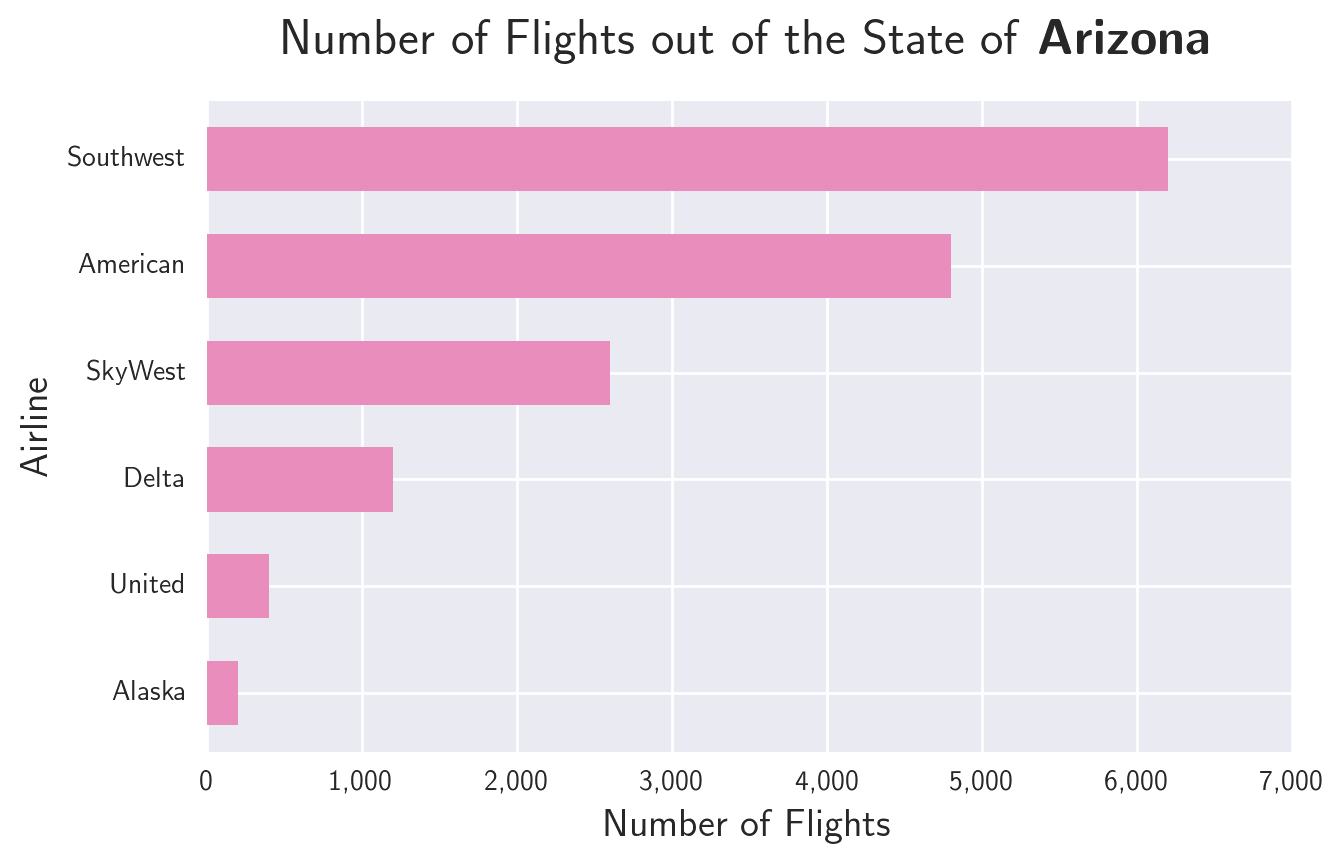 Number of Flights out of the State of Arizona
Southwest
American
SkyWest
Delta
United
Alaska
Airline
0 1,000 2,000 3,000 4,000 5,000 6,000 7,000
Number of Flights